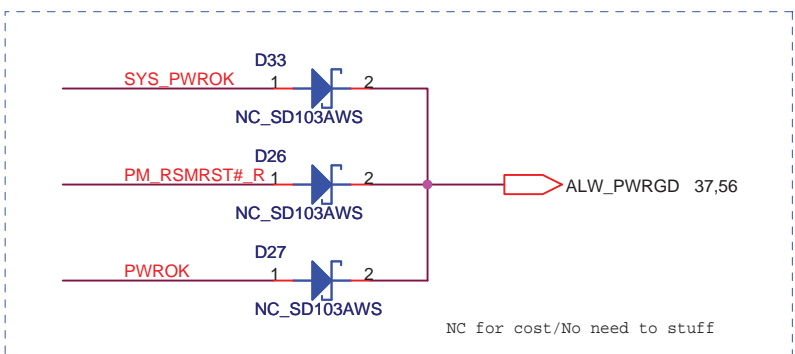 D33
SYS_PWROK 1 2
NC_SD103AWS
D26
PM_RSMRST#_R 1 2
ALW_PWRGD 37,56
NC_SD103AWS
D27
PWROK 1 2
NC_SD103AWS
NC for cost/No need to stuff